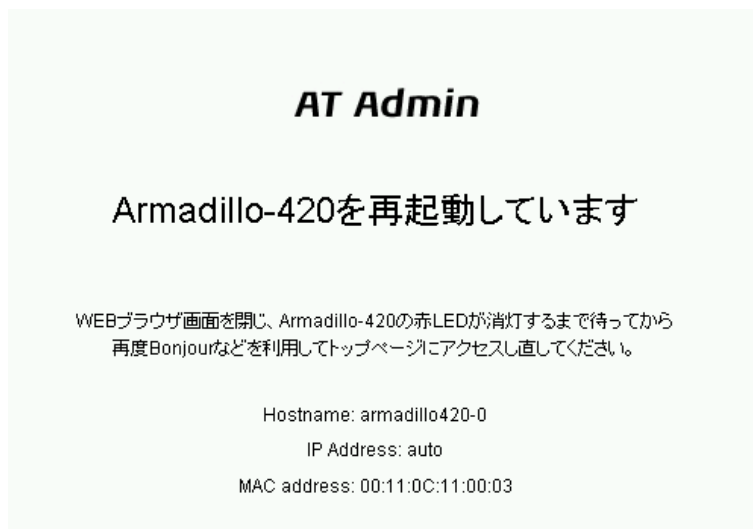 AT Admin
Armadillo-420を再起動しています
WEBブラウザ画面を閉じ、Armadillo-420の赤LEDが消灯するまで待ってから
再度Bonjourなどを利用してトップページにアクセスし直してください。
Hostname: armadillo420-0
IP Address: auto
MAC address: 00:11:0C:11:00:03